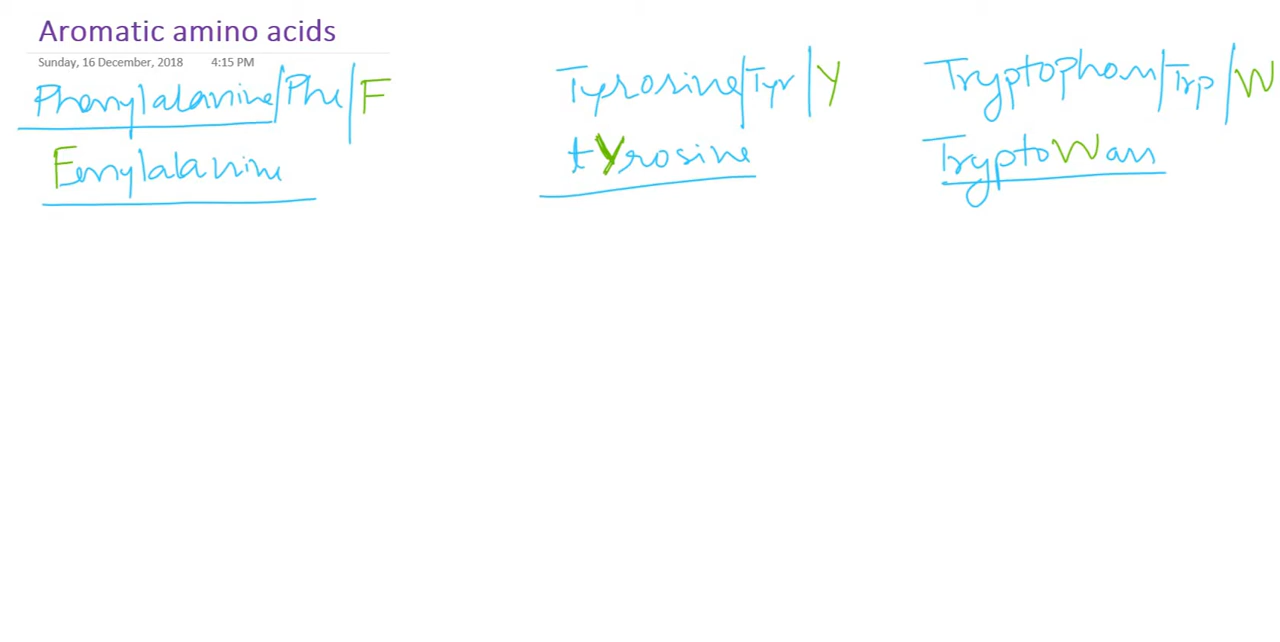 Aromatic amino acids
Sunday, 16 December, 2018 4:15 PM
Phenylalanine/Phe/F
Tyrosine/Tyr/Y
Tryptophan/Trp/W
Fenylalanine
tYrosine
TryptoWan